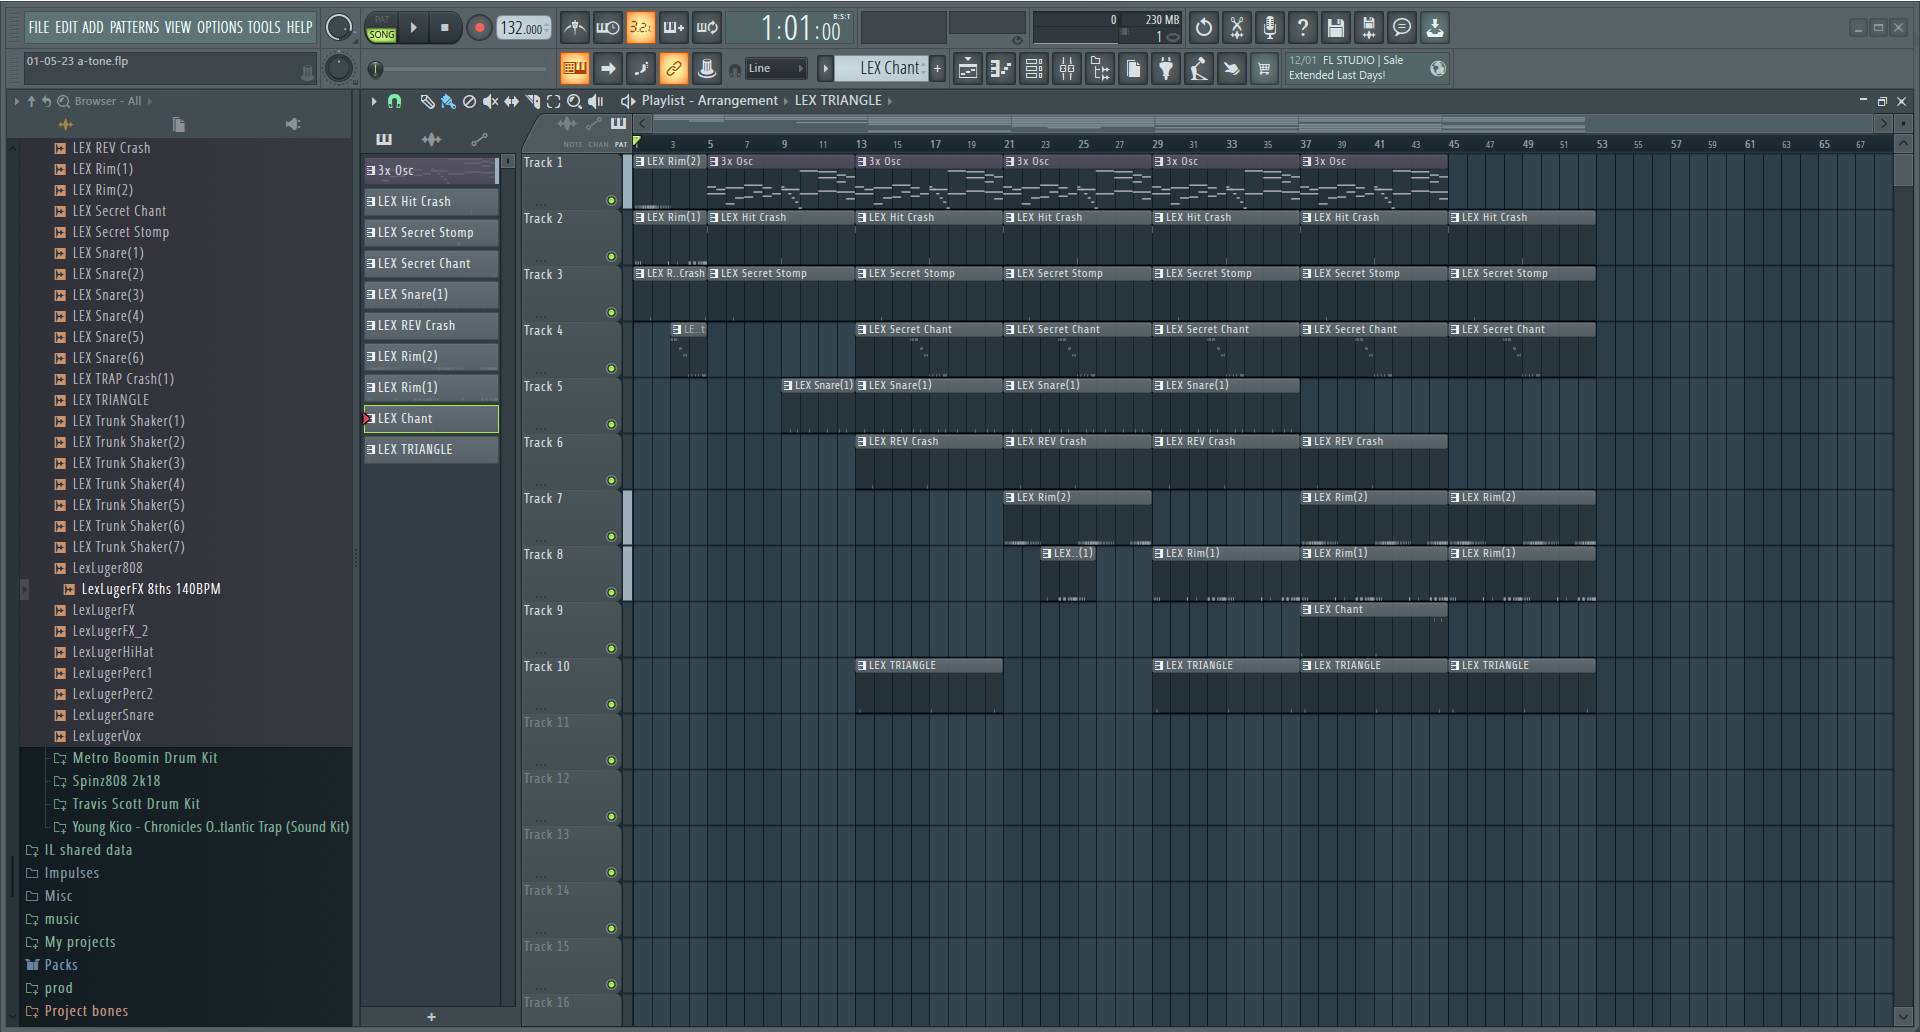 FILE EDIT ADD PATTERNS VIEW OPTIONS TOOLS HELP
PAT
SONG
132.000
3.2.
1:01:00
B:S:T
0
230 MB
1
01-05-23 a-tone.flp
Line
LEX Chant
12/01 FL STUDIO | Sale
Extended Last Days!
Browser - All
Playlist - Arrangement
LEX TRIANGLE
NOTE CHAN PAT
3 5 7 9 11 13 15 17 19 21 23 25 27 29 31 33 35 37 39 41 43 45 47 49 51 53 55 57 59 61 63 65 67
LEX REV Crash
LEX Rim(1)
LEX Rim(2)
LEX Secret Chant
LEX Secret Stomp
LEX Snare(1)
LEX Snare(2)
LEX Snare(3)
LEX Snare(4)
LEX Snare(5)
LEX Snare(6)
LEX TRAP Crash(1)
LEX TRIANGLE
LEX Trunk Shaker(1)
LEX Trunk Shaker(2)
LEX Trunk Shaker(3)
LEX Trunk Shaker(4)
LEX Trunk Shaker(5)
LEX Trunk Shaker(6)
LEX Trunk Shaker(7)
LexLuger808
LexLugerFX 8ths 140BPM
LexLugerFX
LexLugerFX_2
LexLugerHiHat
LexLugerPerc1
LexLugerPerc2
LexLugerSnare
LexLugerVox
Metro Boomin Drum Kit
Spinz808 2k18
Travis Scott Drum Kit
Young Kico - Chronicles O..tlantic Trap (Sound Kit)
IL shared data
Impulses
Misc
music
My projects
Packs
prod
Project bones
3x Osc
LEX Hit Crash
LEX Secret Stomp
LEX Secret Chant
LEX Snare(1)
LEX REV Crash
LEX Rim(2)
LEX Rim(1)
LEX Chant
LEX TRIANGLE
+
Track 1
LEX Rim(2) 3x Osc 3x Osc 3x Osc 3x Osc 3x Osc
Track 2
LEX Rim(1) LEX Hit Crash LEX Hit Crash LEX Hit Crash LEX Hit Crash LEX Hit Crash LEX Hit Crash
Track 3
LEX R..Crash LEX Secret Stomp LEX Secret Stomp LEX Secret Stomp LEX Secret Stomp LEX Secret Stomp LEX Secret Stomp
Track 4
LE..t LEX Secret Chant LEX Secret Chant LEX Secret Chant LEX Secret Chant LEX Secret Chant
Track 5
LEX Snare(1) LEX Snare(1) LEX Snare(1) LEX Snare(1)
Track 6
LEX REV Crash LEX REV Crash LEX REV Crash LEX REV Crash
Track 7
LEX Rim(2) LEX Rim(2) LEX Rim(2)
Track 8
LEX..(1) LEX Rim(1) LEX Rim(1) LEX Rim(1)
Track 9
LEX Chant
Track 10
LEX TRIANGLE LEX TRIANGLE LEX TRIANGLE LEX TRIANGLE
Track 11
Track 12
Track 13
Track 14
Track 15
Track 16